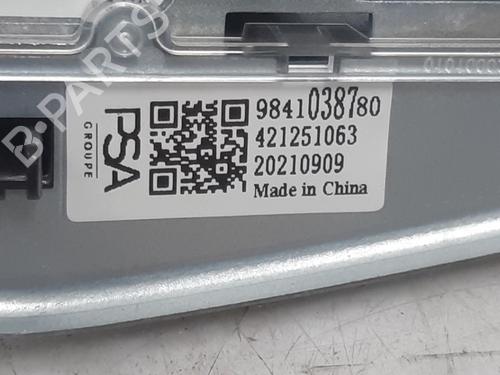 B-PARTS
PSA
GROUPE
9841038780
421251063
20210909
Made in China